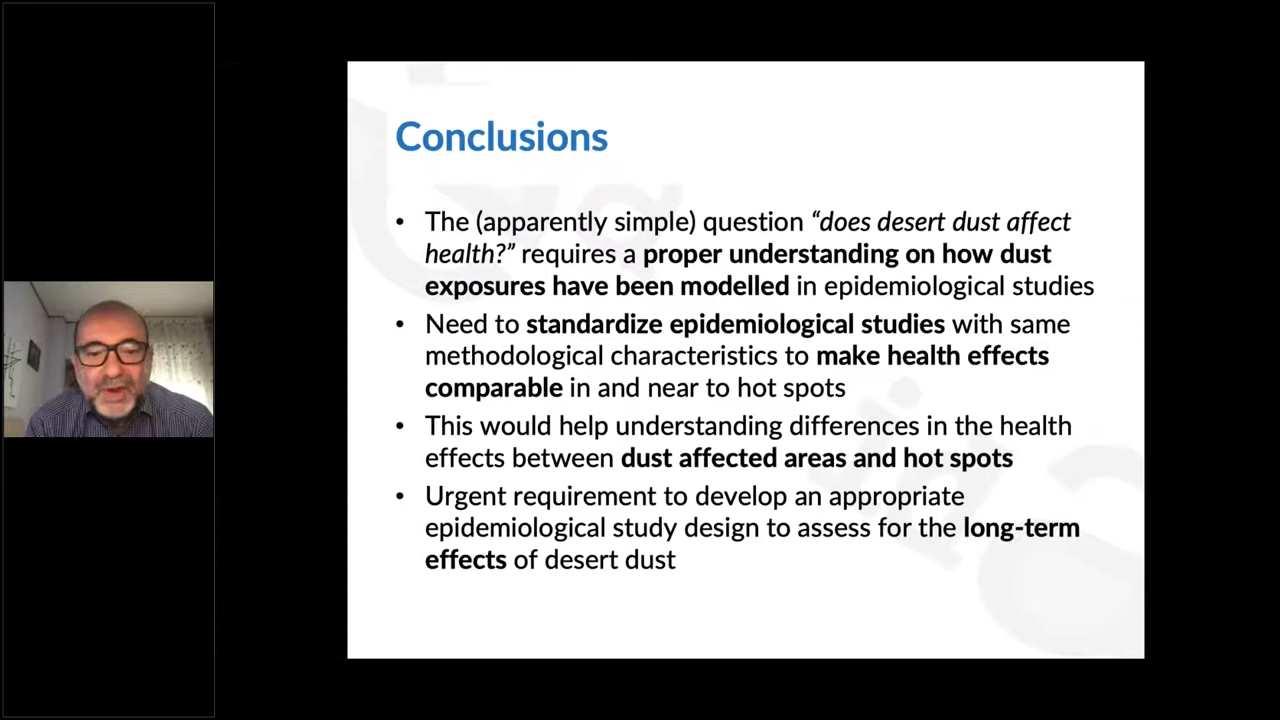 Conclusions
• The (apparently simple) question “does desert dust affect
health?” requires a proper understanding on how dust
exposures have been modelled in epidemiological studies
• Need to standardize epidemiological studies with same
methodological characteristics to make health effects
comparable in and near to hot spots
• This would help understanding differences in the health
effects between dust affected areas and hot spots
• Urgent requirement to develop an appropriate
epidemiological study design to assess for the long-term
effects of desert dust